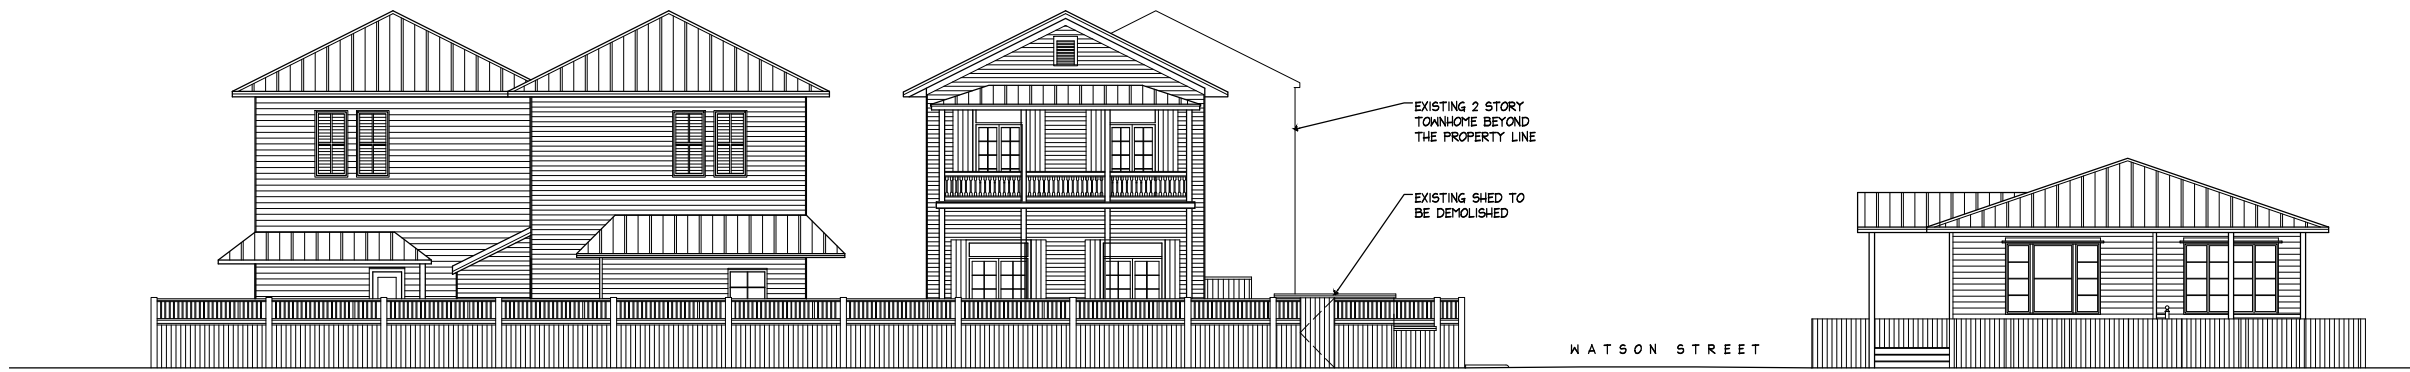 EXISTING 2 STORY
TOWNHOME BEYOND
THE PROPERTY LINE
EXISTING SHED TO
BE DEMOLISHED
WATSON STREET